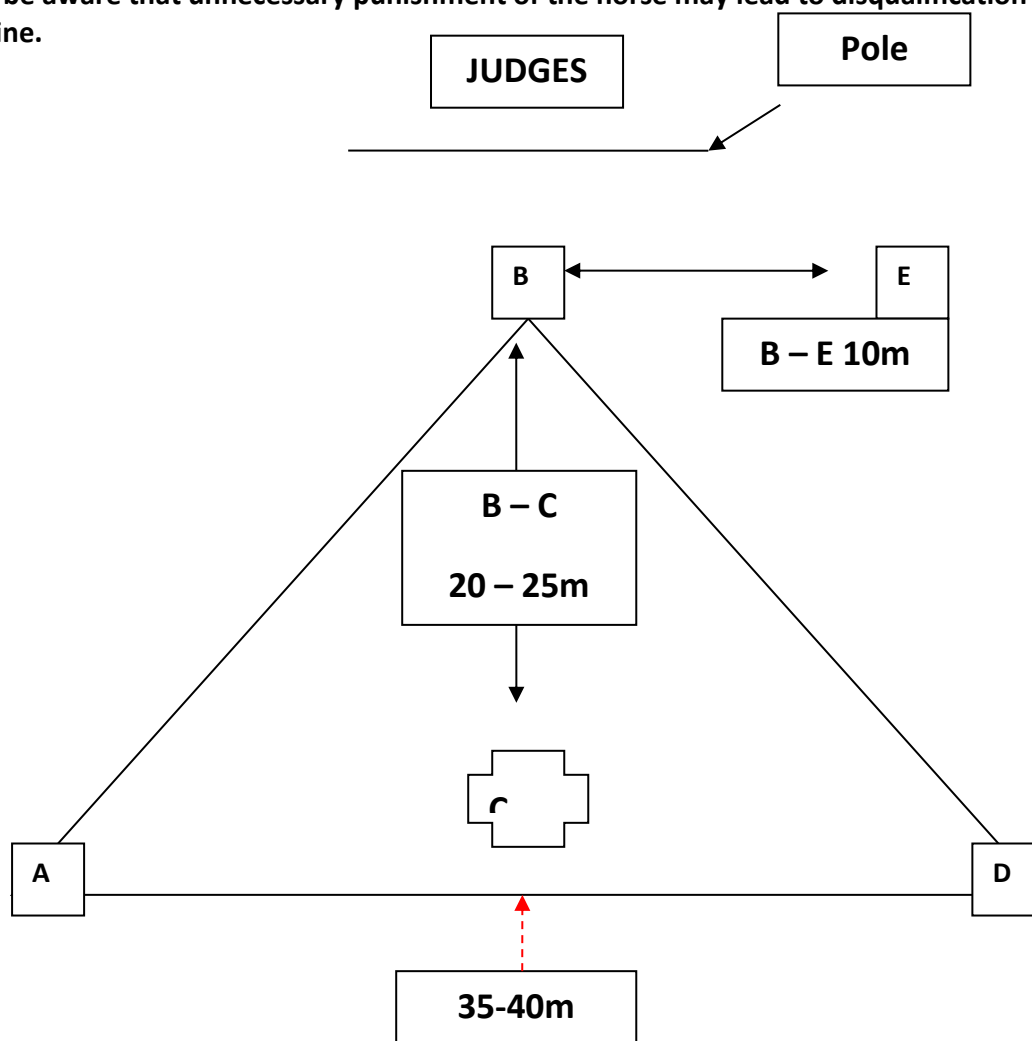 be aware that unnecessary punishment of the horse may lead to disqualification
ine.
JUDGES
Pole
B
E
B – E 10m
B – C
20 – 25m
C
A
D
35-40m